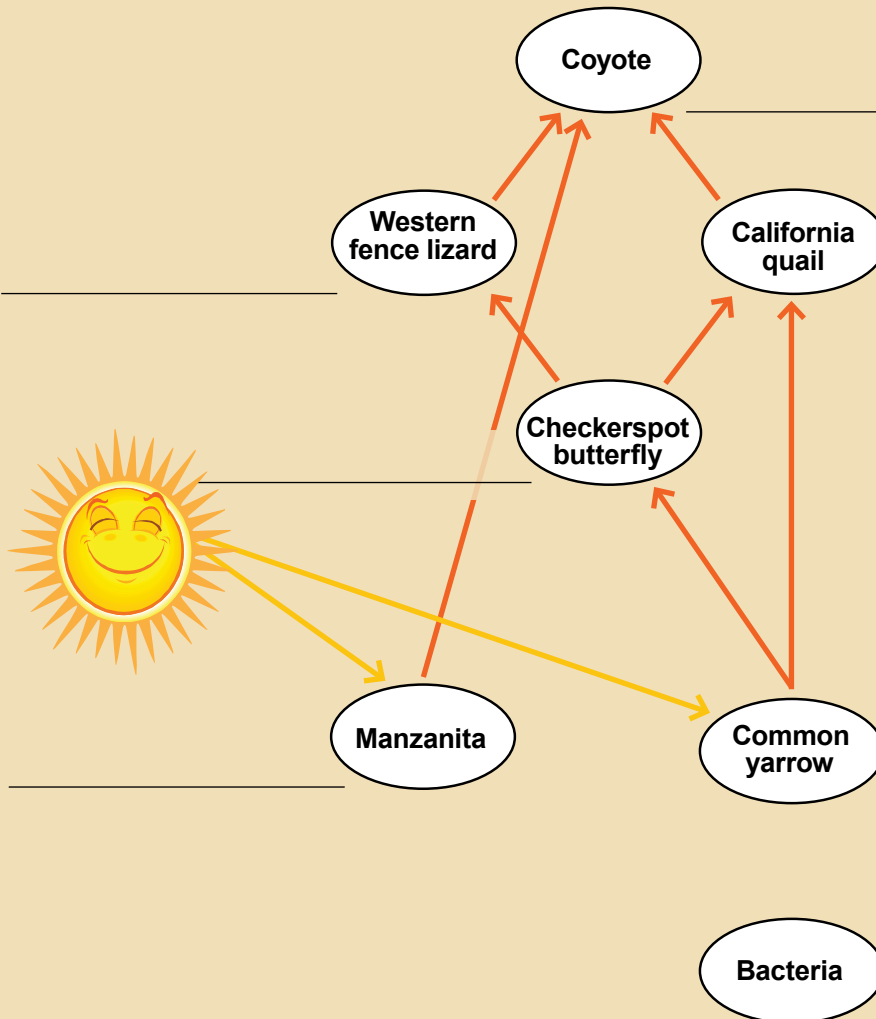 Coyote
Western
fence lizard
California
quail
Checkerspot
butterfly
Manzanita
Common
yarrow
Bacteria